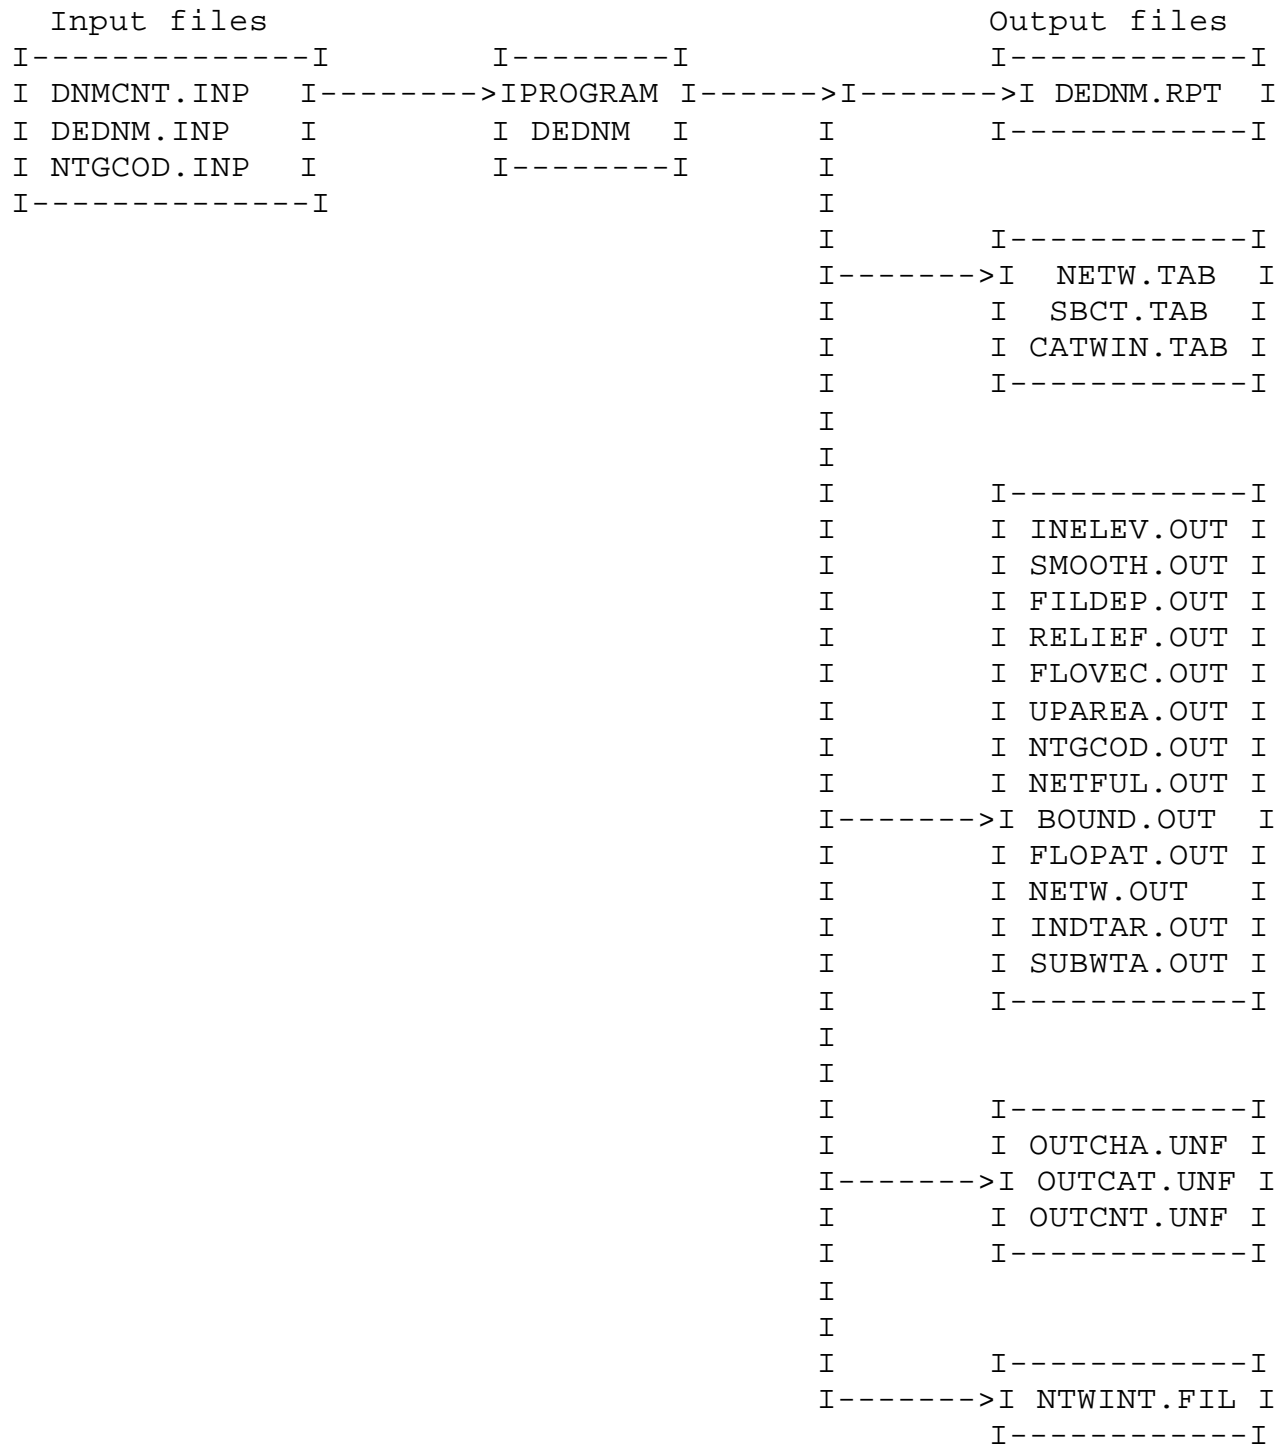 Input files                                    Output files
I--------------I        I--------I               I------------I
I DNMCNT.INP   I-------->IPROGRAM I------>I------->I DEDNM.RPT  I
I DEDNM.INP    I        I DEDNM  I      I        I------------I
I NTGCOD.INP   I        I--------I      I
I--------------I                        I
                                        I        I------------I
                                        I------->I  NETW.TAB  I
                                        I        I  SBCT.TAB  I
                                        I        I CATWIN.TAB I
                                        I        I------------I
                                        I
                                        I
                                        I        I------------I
                                        I        I INELEV.OUT I
                                        I        I SMOOTH.OUT I
                                        I        I FILDEP.OUT I
                                        I        I RELIEF.OUT I
                                        I        I FLOVEC.OUT I
                                        I        I UPAREA.OUT I
                                        I        I NTGCOD.OUT I
                                        I        I NETFUL.OUT I
                                        I------->I BOUND.OUT  I
                                        I        I FLOPAT.OUT I
                                        I        I NETW.OUT   I
                                        I        I INDTAR.OUT I
                                        I        I SUBWTA.OUT I
                                        I        I------------I
                                        I
                                        I
                                        I        I------------I
                                        I        I OUTCHA.UNF I
                                        I------->I OUTCAT.UNF I
                                        I        I OUTCNT.UNF I
                                        I        I------------I
                                        I
                                        I
                                        I        I------------I
                                        I------->I NTWINT.FIL I
                                                 I------------I